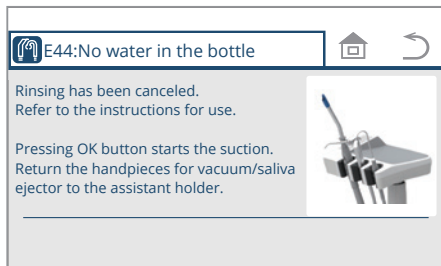 E44:No water in the bottle
Rinsing has been canceled.
Refer to the instructions for use.
Pressing OK button starts the suction.
Return the handpieces for vacuum/saliva
ejector to the assistant holder.